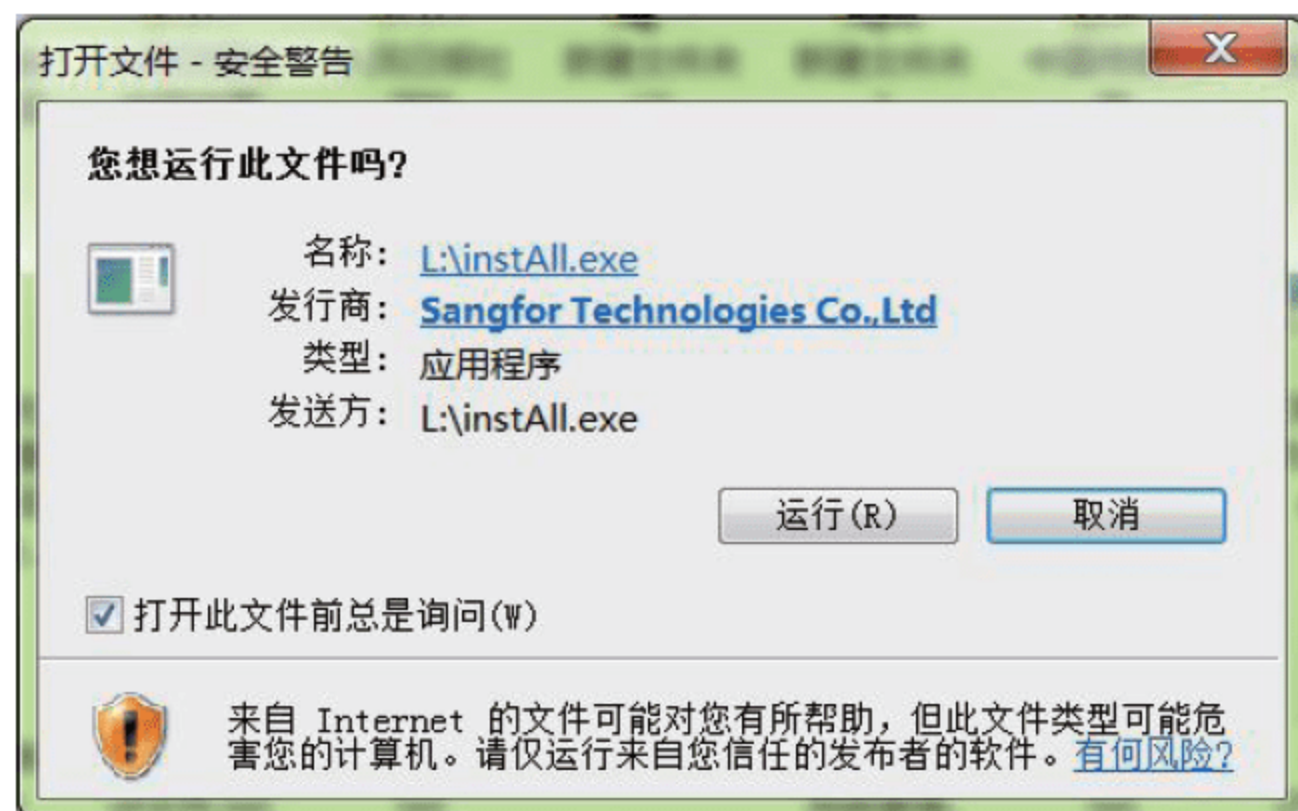 打开文件 - 安全警告
X
您想运行此文件吗?
名称: L:\instAll.exe
发行商: Sangfor Technologies Co.,Ltd
类型: 应用程序
发送方: L:\instAll.exe
运行(R) 取消
打开此文件前总是询问(W)
来自 Internet 的文件可能对您有所帮助，但此文件类型可能危
害您的计算机。请仅运行来自您信任的发布者的软件。有何风险?